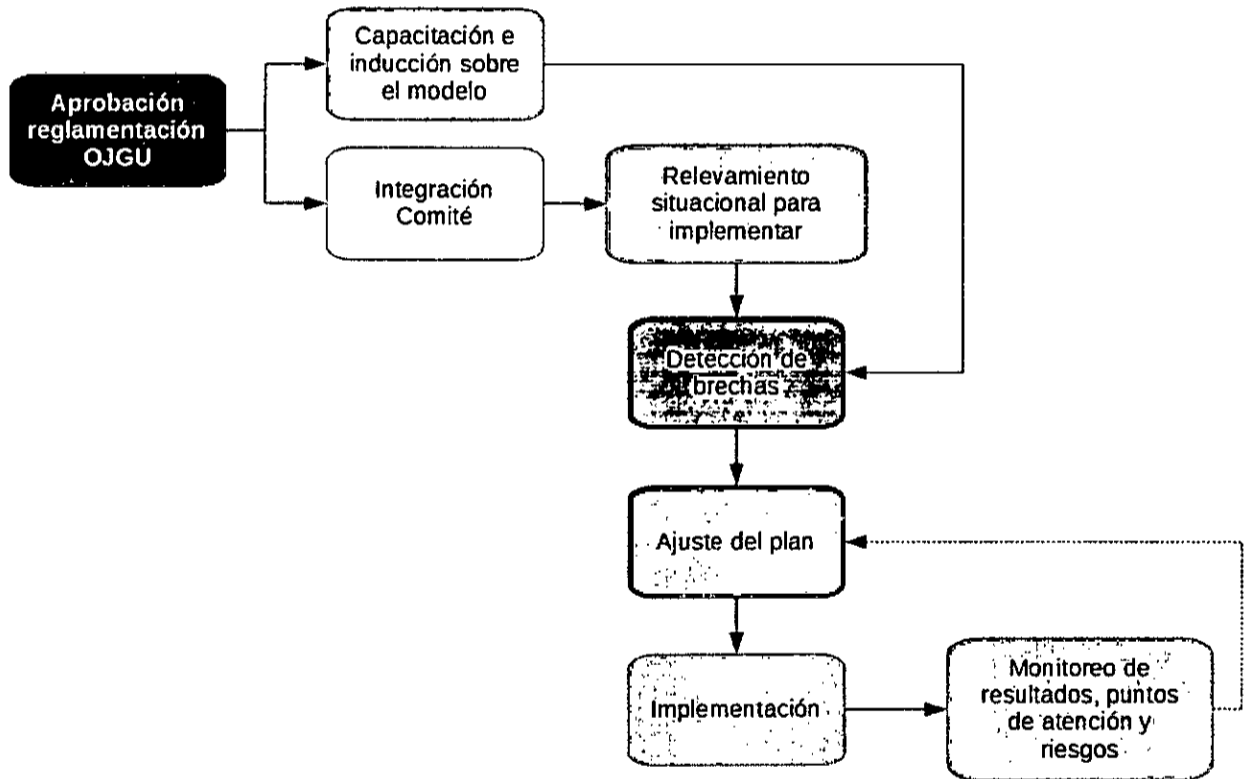 Capacitación e
inducción sobre
el modelo
Aprobación
reglamentación
OJGU
Integración
Comité
Relevamiento
situacional para
implementar
Detección de
brechas
Ajuste del plan
Implementación
Monitoreo de
resultados, puntos
de atención y
riesgos